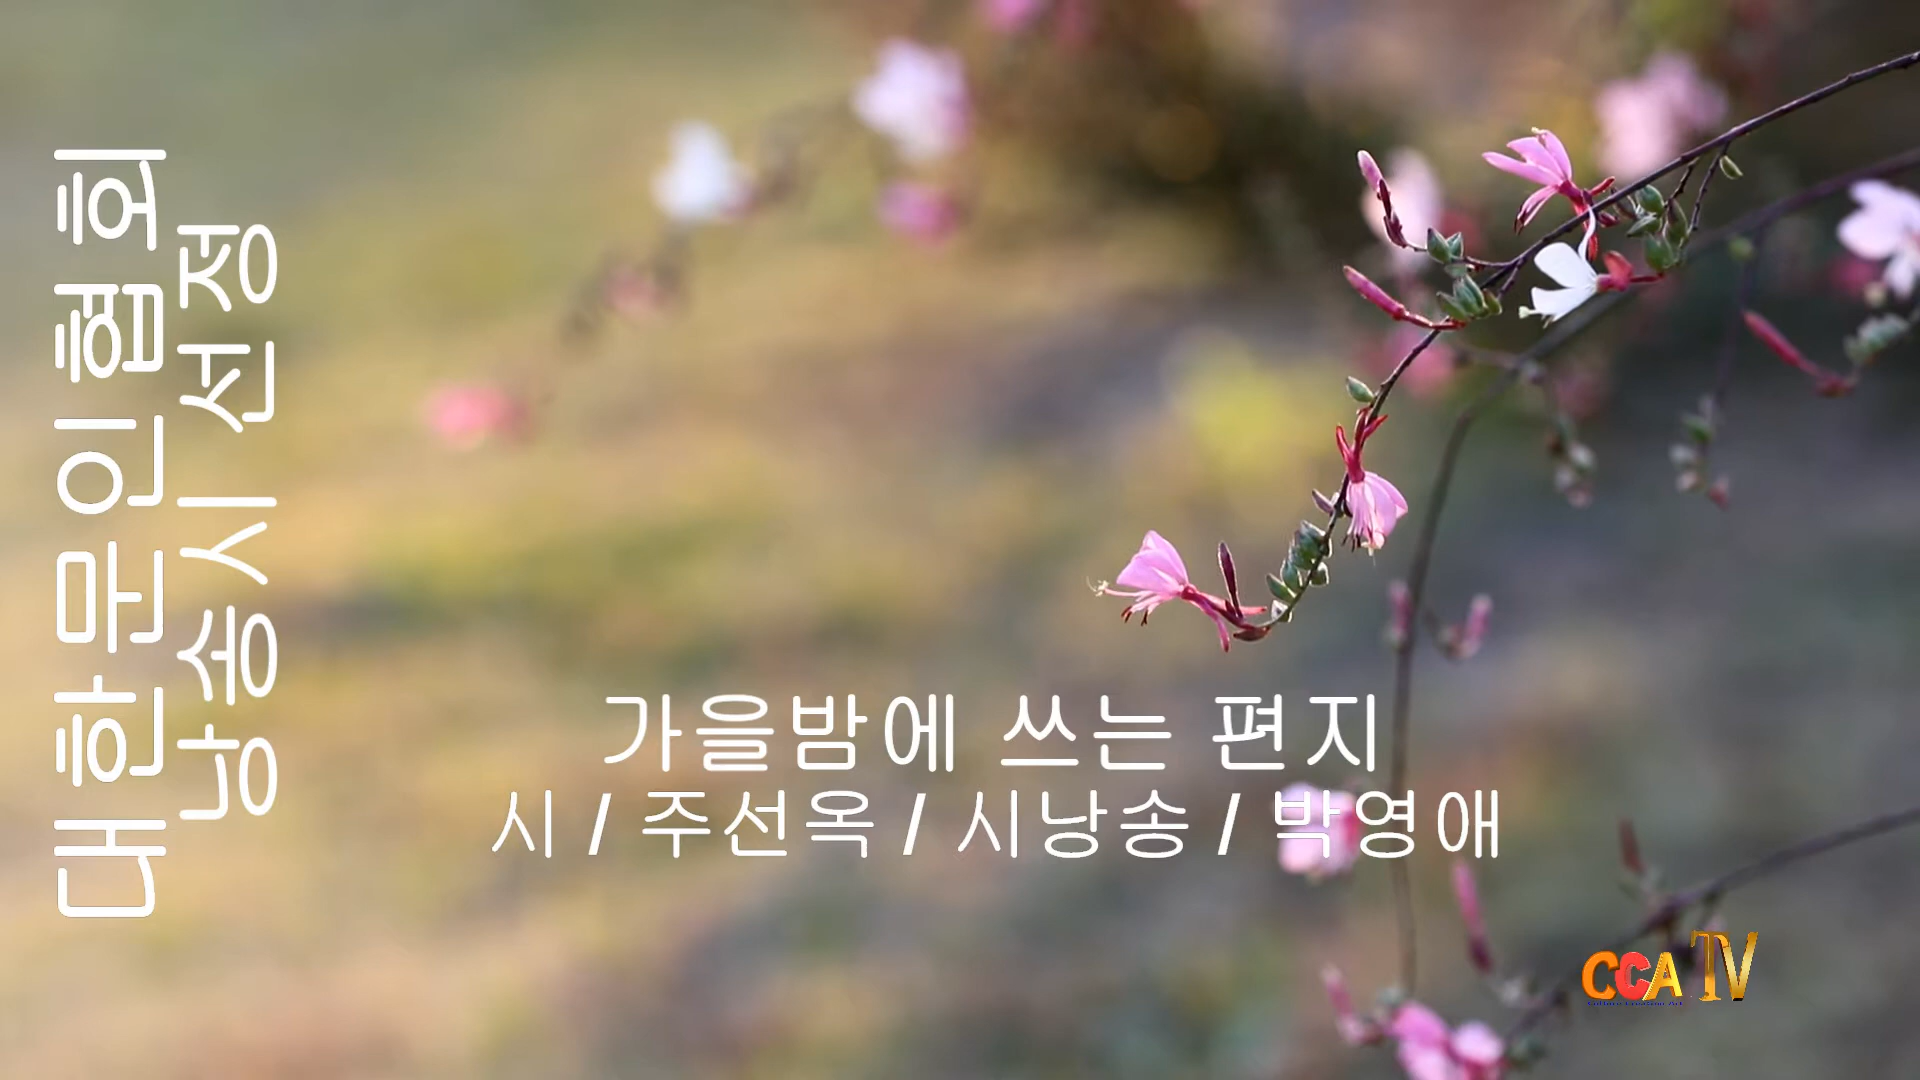 대한문인협회
낭송시 선정
가을밤에 쓰는 편지
시 / 주선옥 / 시낭송 / 박영애
CCA TV